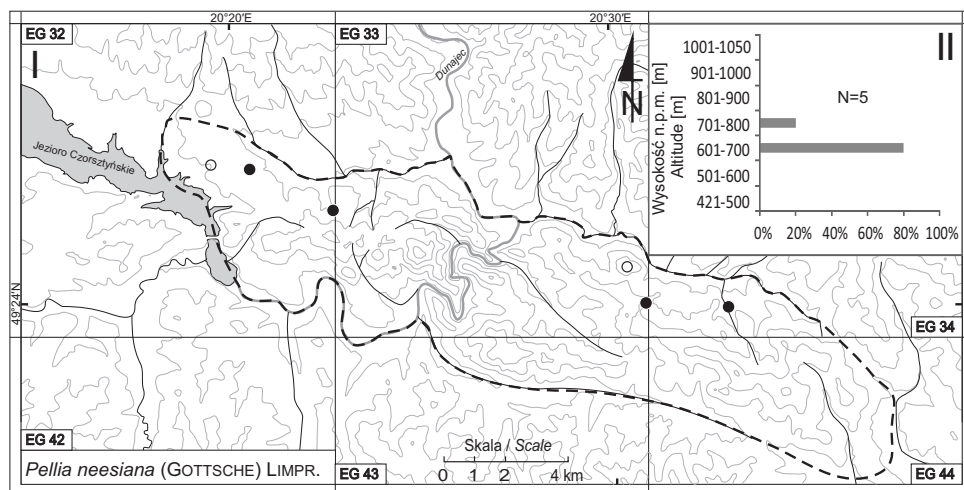 20°20'E
20°30'E
EG 32
EG 33
I
II
Dunajec
N
Jezioro Czorsztyńskie
49°24'N
Wysokość n.p.m. [m]
Altitude [m]
1001-1050
901-1000
801-900
701-800
601-700
501-600
421-500
N=5
0% 20% 40% 60% 80% 100%
EG 34
EG 42
Pellia neesiana (GOTTSCHE) LIMPR.
EG 43
Skala / Scale
0 1 2 4 km
EG 44